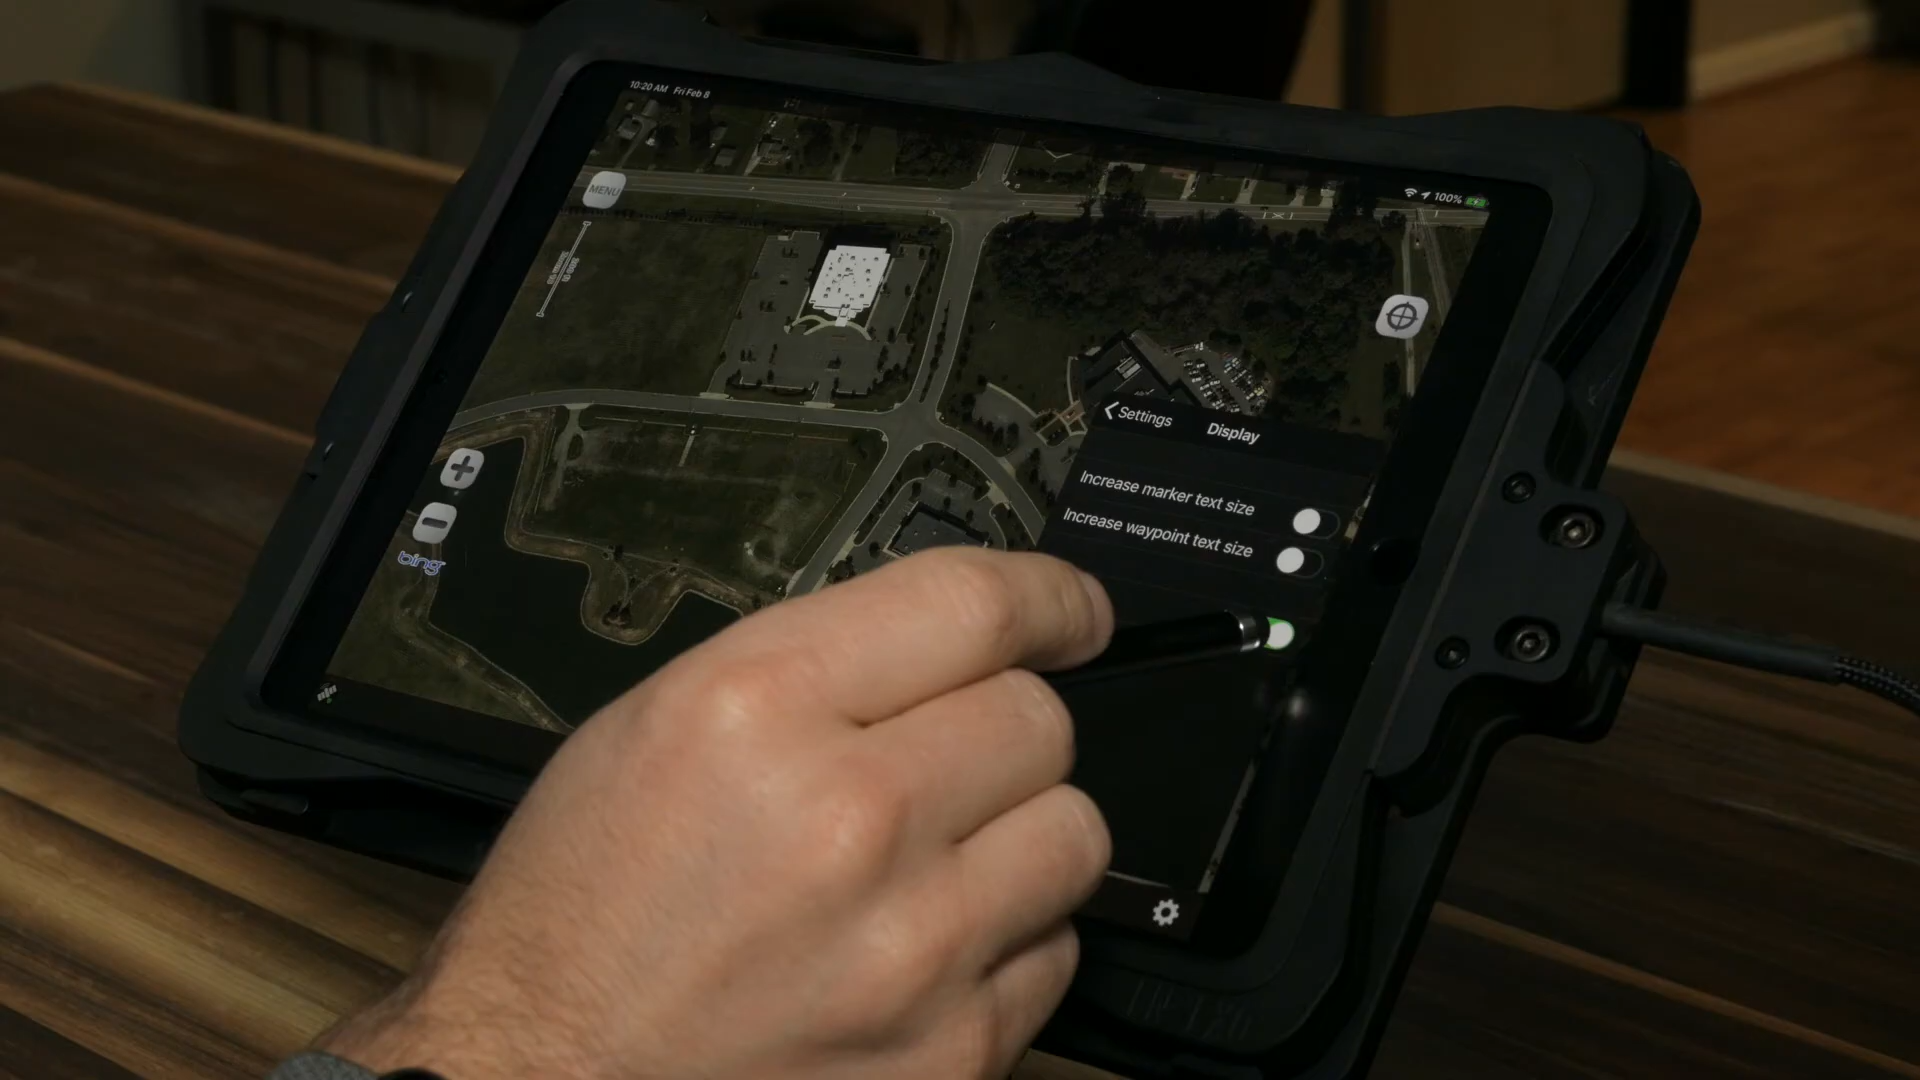 10:20 AM Fri Feb 8
100%
MENU
Settings
Display
Increase marker text size
Increase waypoint text size
bing